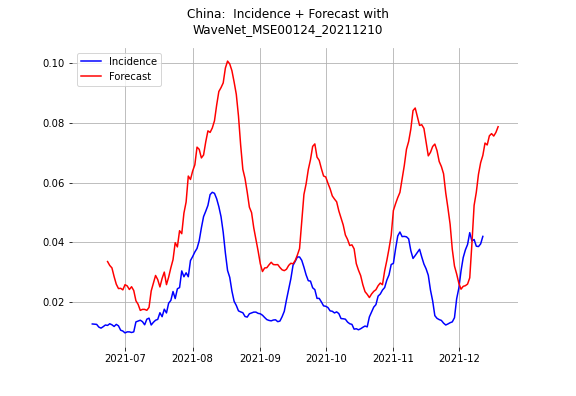 China:  Incidence + Forecast with
WaveNet_MSE00124_20211210
Incidence
Forecast
0.10
0.08
0.06
0.04
0.02
2021-07 2021-08 2021-09 2021-10 2021-11 2021-12